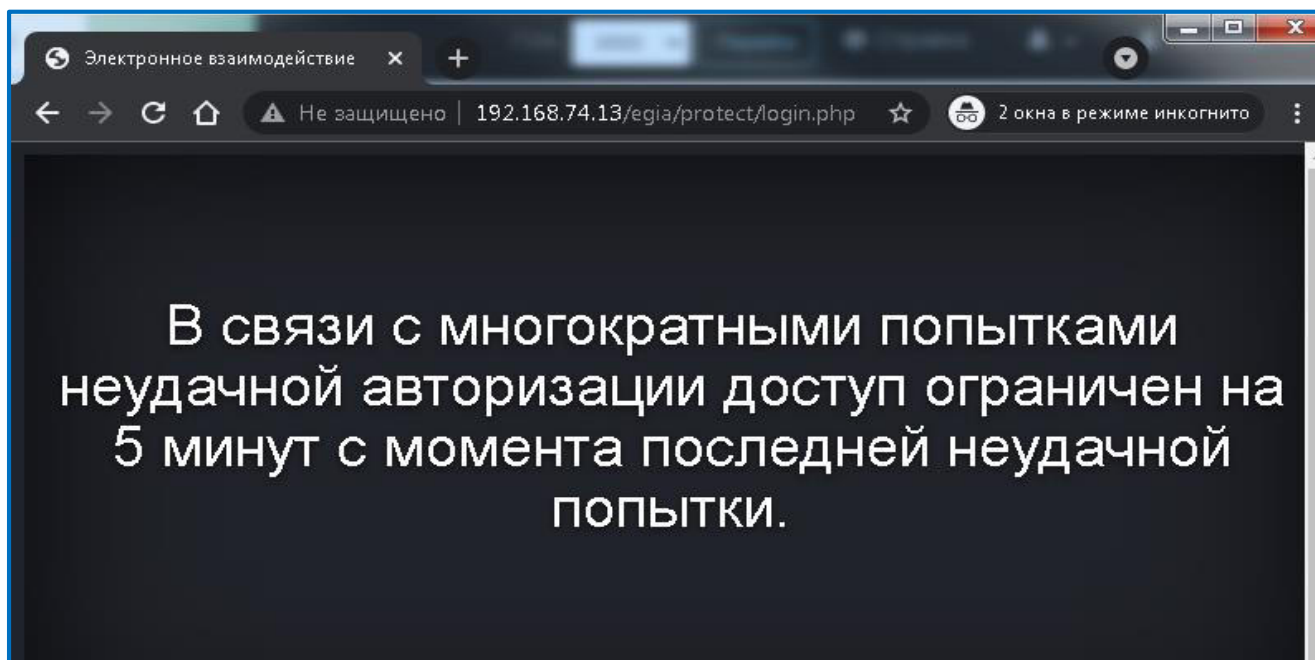 Электронное взаимодействие
Не защищено | 192.168.74.13/egia/protect/login.php
2 окна в режиме инкогнито
В связи с многократными попытками
неудачной авторизации доступ ограничен на
5 минут с момента последней неудачной
попытки.